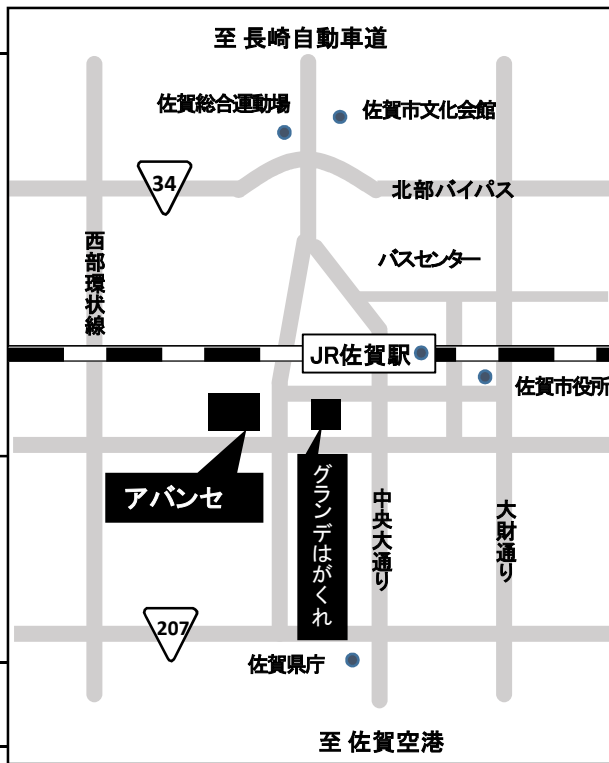 至 長崎自動車道
佐賀総合運動場
佐賀市文化会館
34
北部バイパス
西部環状線
バスセンター
JR佐賀駅
佐賀市役所
アバンセ
グランデはがくれ
中央大通り
大財通り
207
佐賀県庁
至 佐賀空港